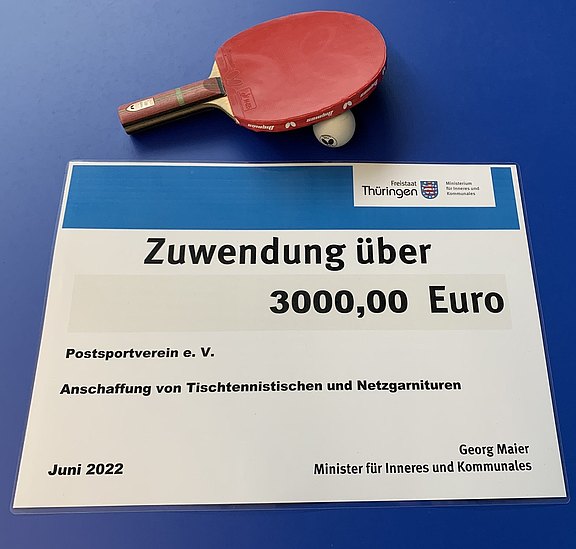 Freistaat
Thüringen
Ministerium
für Inneres und
Kommunales
Zuwendung über
3000,00 Euro
Postsportverein e. V.
Anschaffung von Tischtennistischen und Netzgarnituren
Georg Maier
Juni 2022
Minister für Inneres und Kommunales